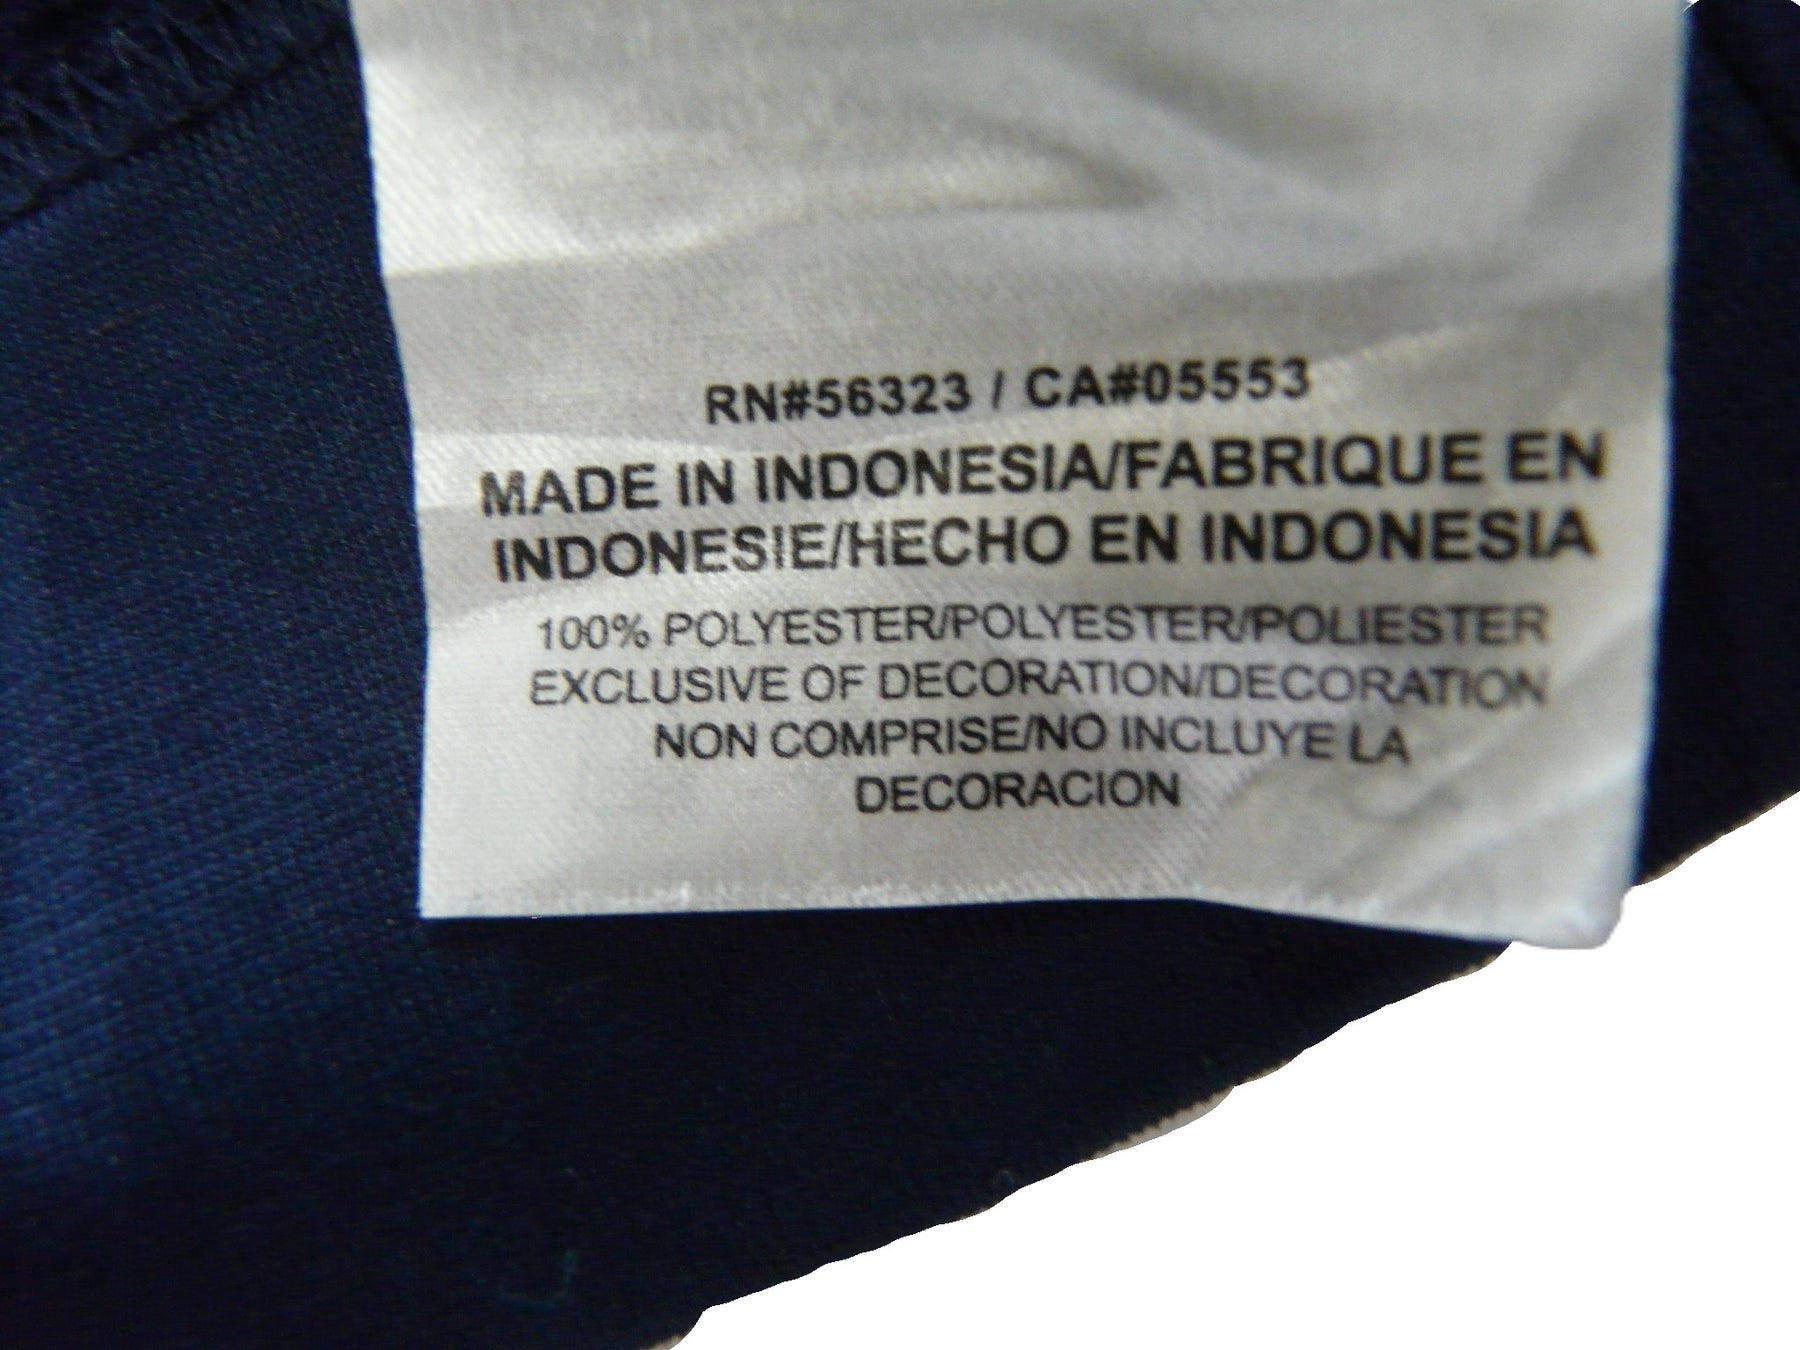 RN#56323 / CA#05553
MADE IN INDONESIA/FABRIQUE EN
INDONESIE/HECHO EN INDONESIA
100% POLYESTER/POLYESTER/POLIESTER
EXCLUSIVE OF DECORATION/DECORATION
NON COMPRISE/NO INCLUYE LA
DECORACION